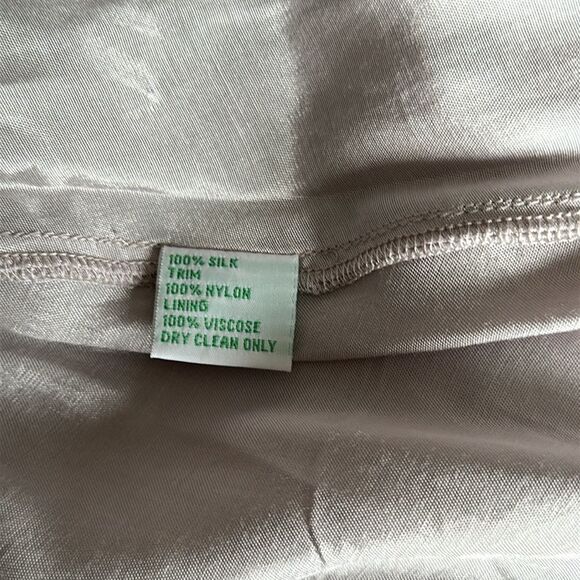 100% SILK
TRIM
100% NYLON
LINING
100% VISCOSE
DRY CLEAN ONLY